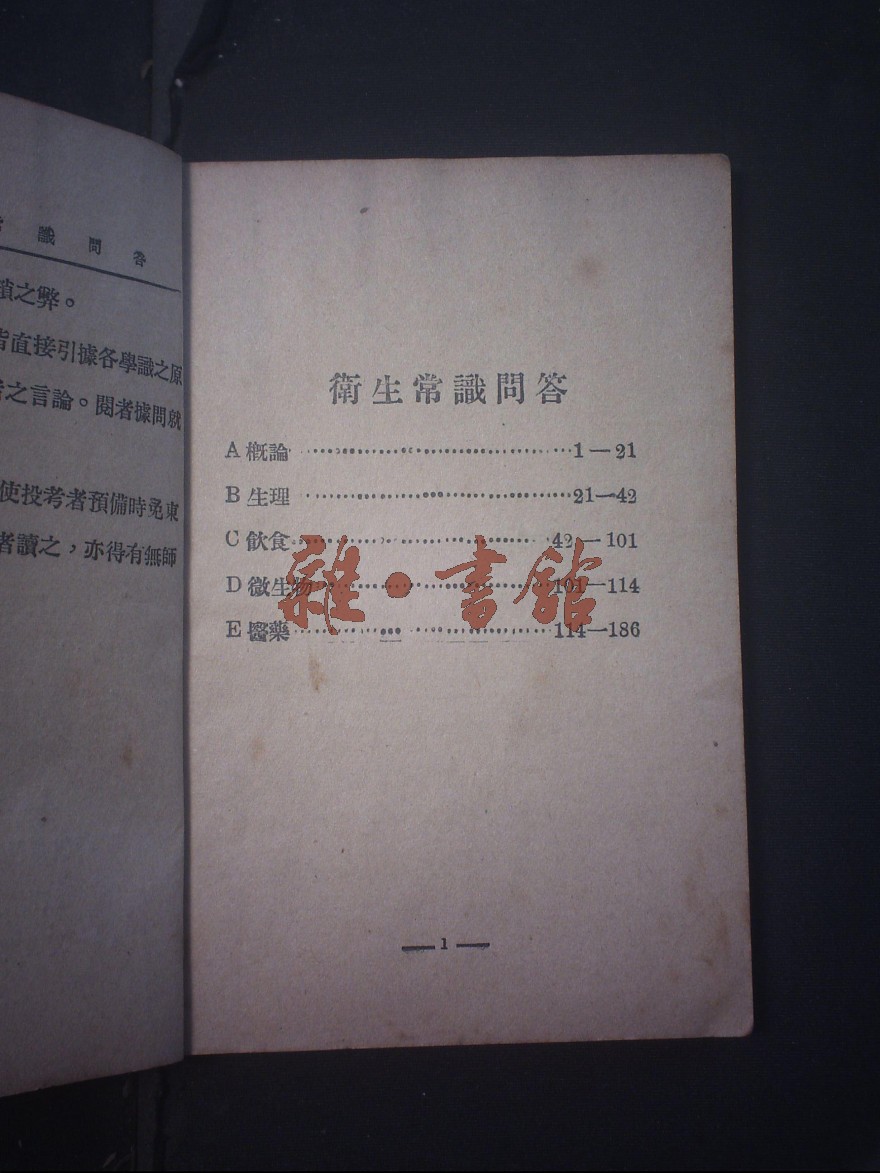 識問答
之弊。
直接引據各學識之原
之言論。閱者據問就
使投考者預備時免東
者讀之，亦得有無師
衛生常識問答
A 概論 1—21
B 生理 21—42
C 飲食 42—101
D 微生物 101—114
E 醫藥 114—186
雜·書館
1